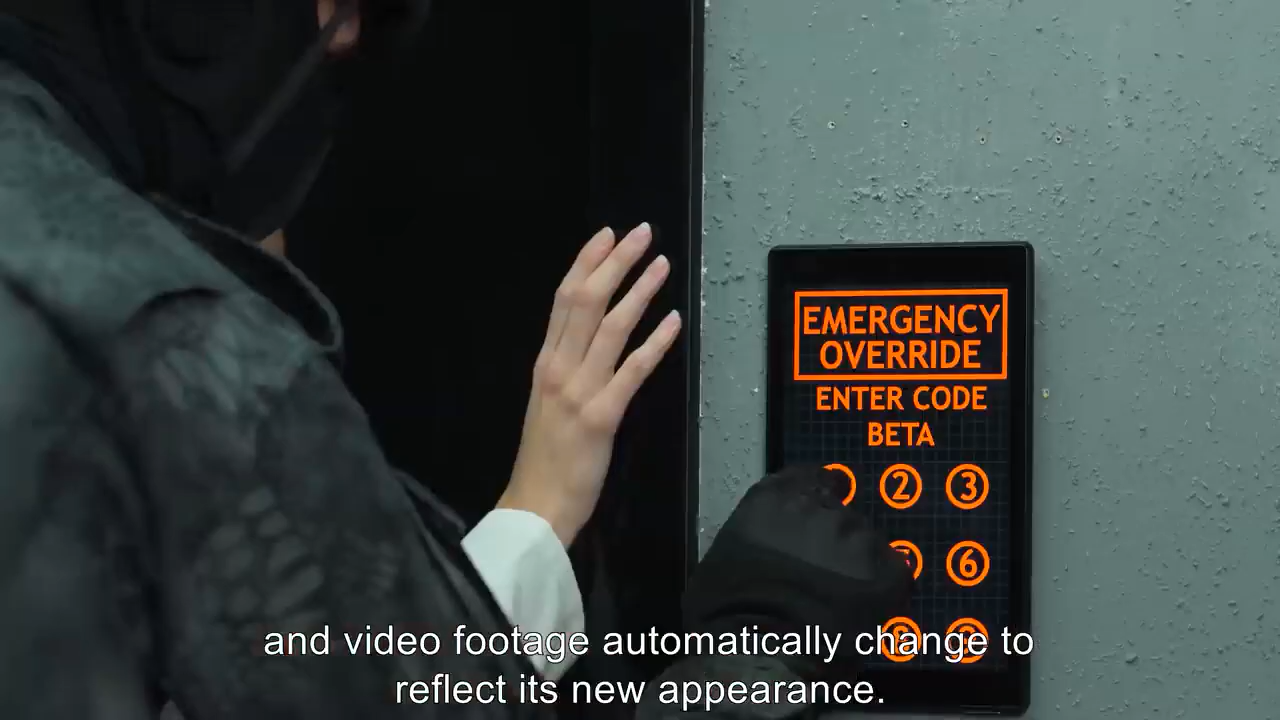 EMERGENCY
OVERRIDE
ENTER CODE
BETA
2 3
6
and video footage automatically change to
reflect its new appearance.